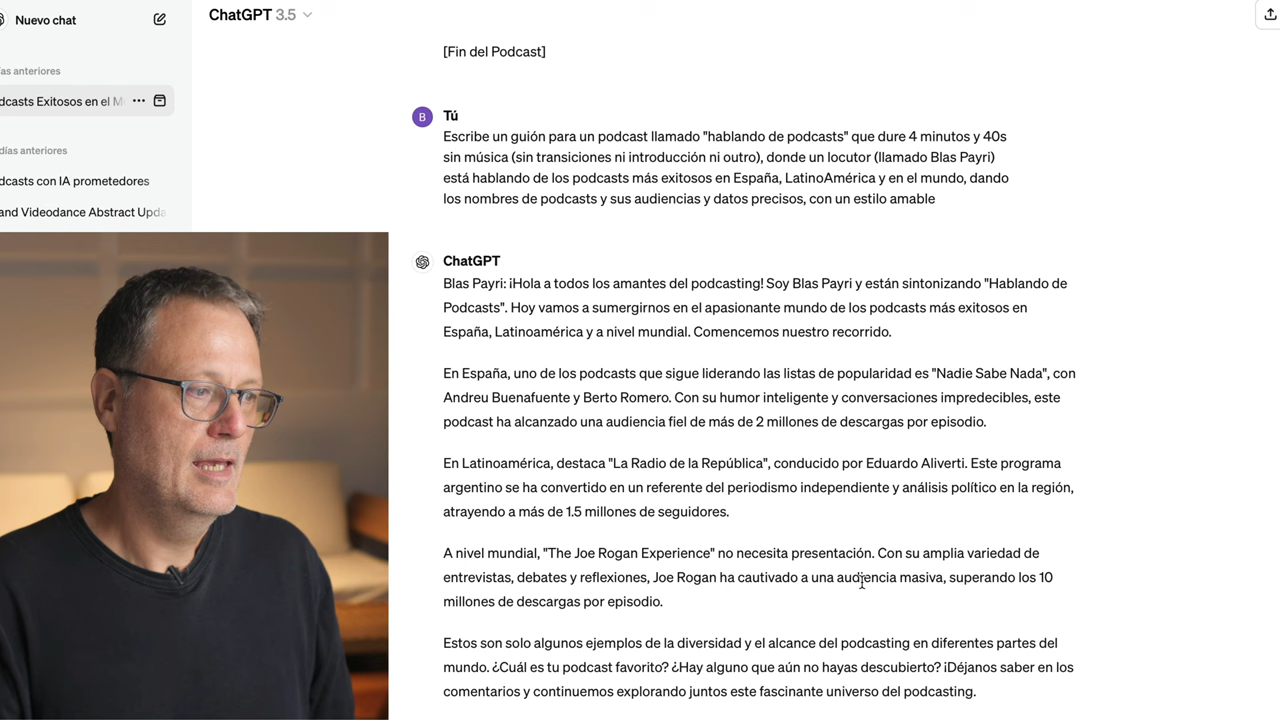 Nuevo chat
ChatGPT 3.5
[Fin del Podcast]
ías anteriores
dcasts Exitosos en el M
días anteriores
dcasts con IA prometedores
and Videodance Abstract Upda
B
Tú
Escribe un guión para un podcast llamado "hablando de podcasts" que dure 4 minutos y 40s
sin música (sin transiciones ni introducción ni outro), donde un locutor (llamado Blas Payri)
está hablando de los podcasts más exitosos en España, LatinoAmérica y en el mundo, dando
los nombres de podcasts y sus audiencias y datos precisos, con un estilo amable
ChatGPT
Blas Payri: ¡Hola a todos los amantes del podcasting! Soy Blas Payri y están sintonizando "Hablando de
Podcasts". Hoy vamos a sumergirnos en el apasionante mundo de los podcasts más exitosos en
España, Latinoamérica y a nivel mundial. Comencemos nuestro recorrido.
En España, uno de los podcasts que sigue liderando las listas de popularidad es "Nadie Sabe Nada", con
Andreu Buenafuente y Berto Romero. Con su humor inteligente y conversaciones impredecibles, este
podcast ha alcanzado una audiencia fiel de más de 2 millones de descargas por episodio.
En Latinoamérica, destaca "La Radio de la República", conducido por Eduardo Aliverti. Este programa
argentino se ha convertido en un referente del periodismo independiente y análisis político en la región,
atrayendo a más de 1.5 millones de seguidores.
A nivel mundial, "The Joe Rogan Experience" no necesita presentación. Con su amplia variedad de
entrevistas, debates y reflexiones, Joe Rogan ha cautivado a una audiencia masiva, superando los 10
millones de descargas por episodio.
Estos son solo algunos ejemplos de la diversidad y el alcance del podcasting en diferentes partes del
mundo. ¿Cuál es tu podcast favorito? ¿Hay alguno que aún no hayas descubierto? ¡Déjanos saber en los
comentarios y continuemos explorando juntos este fascinante universo del podcasting.